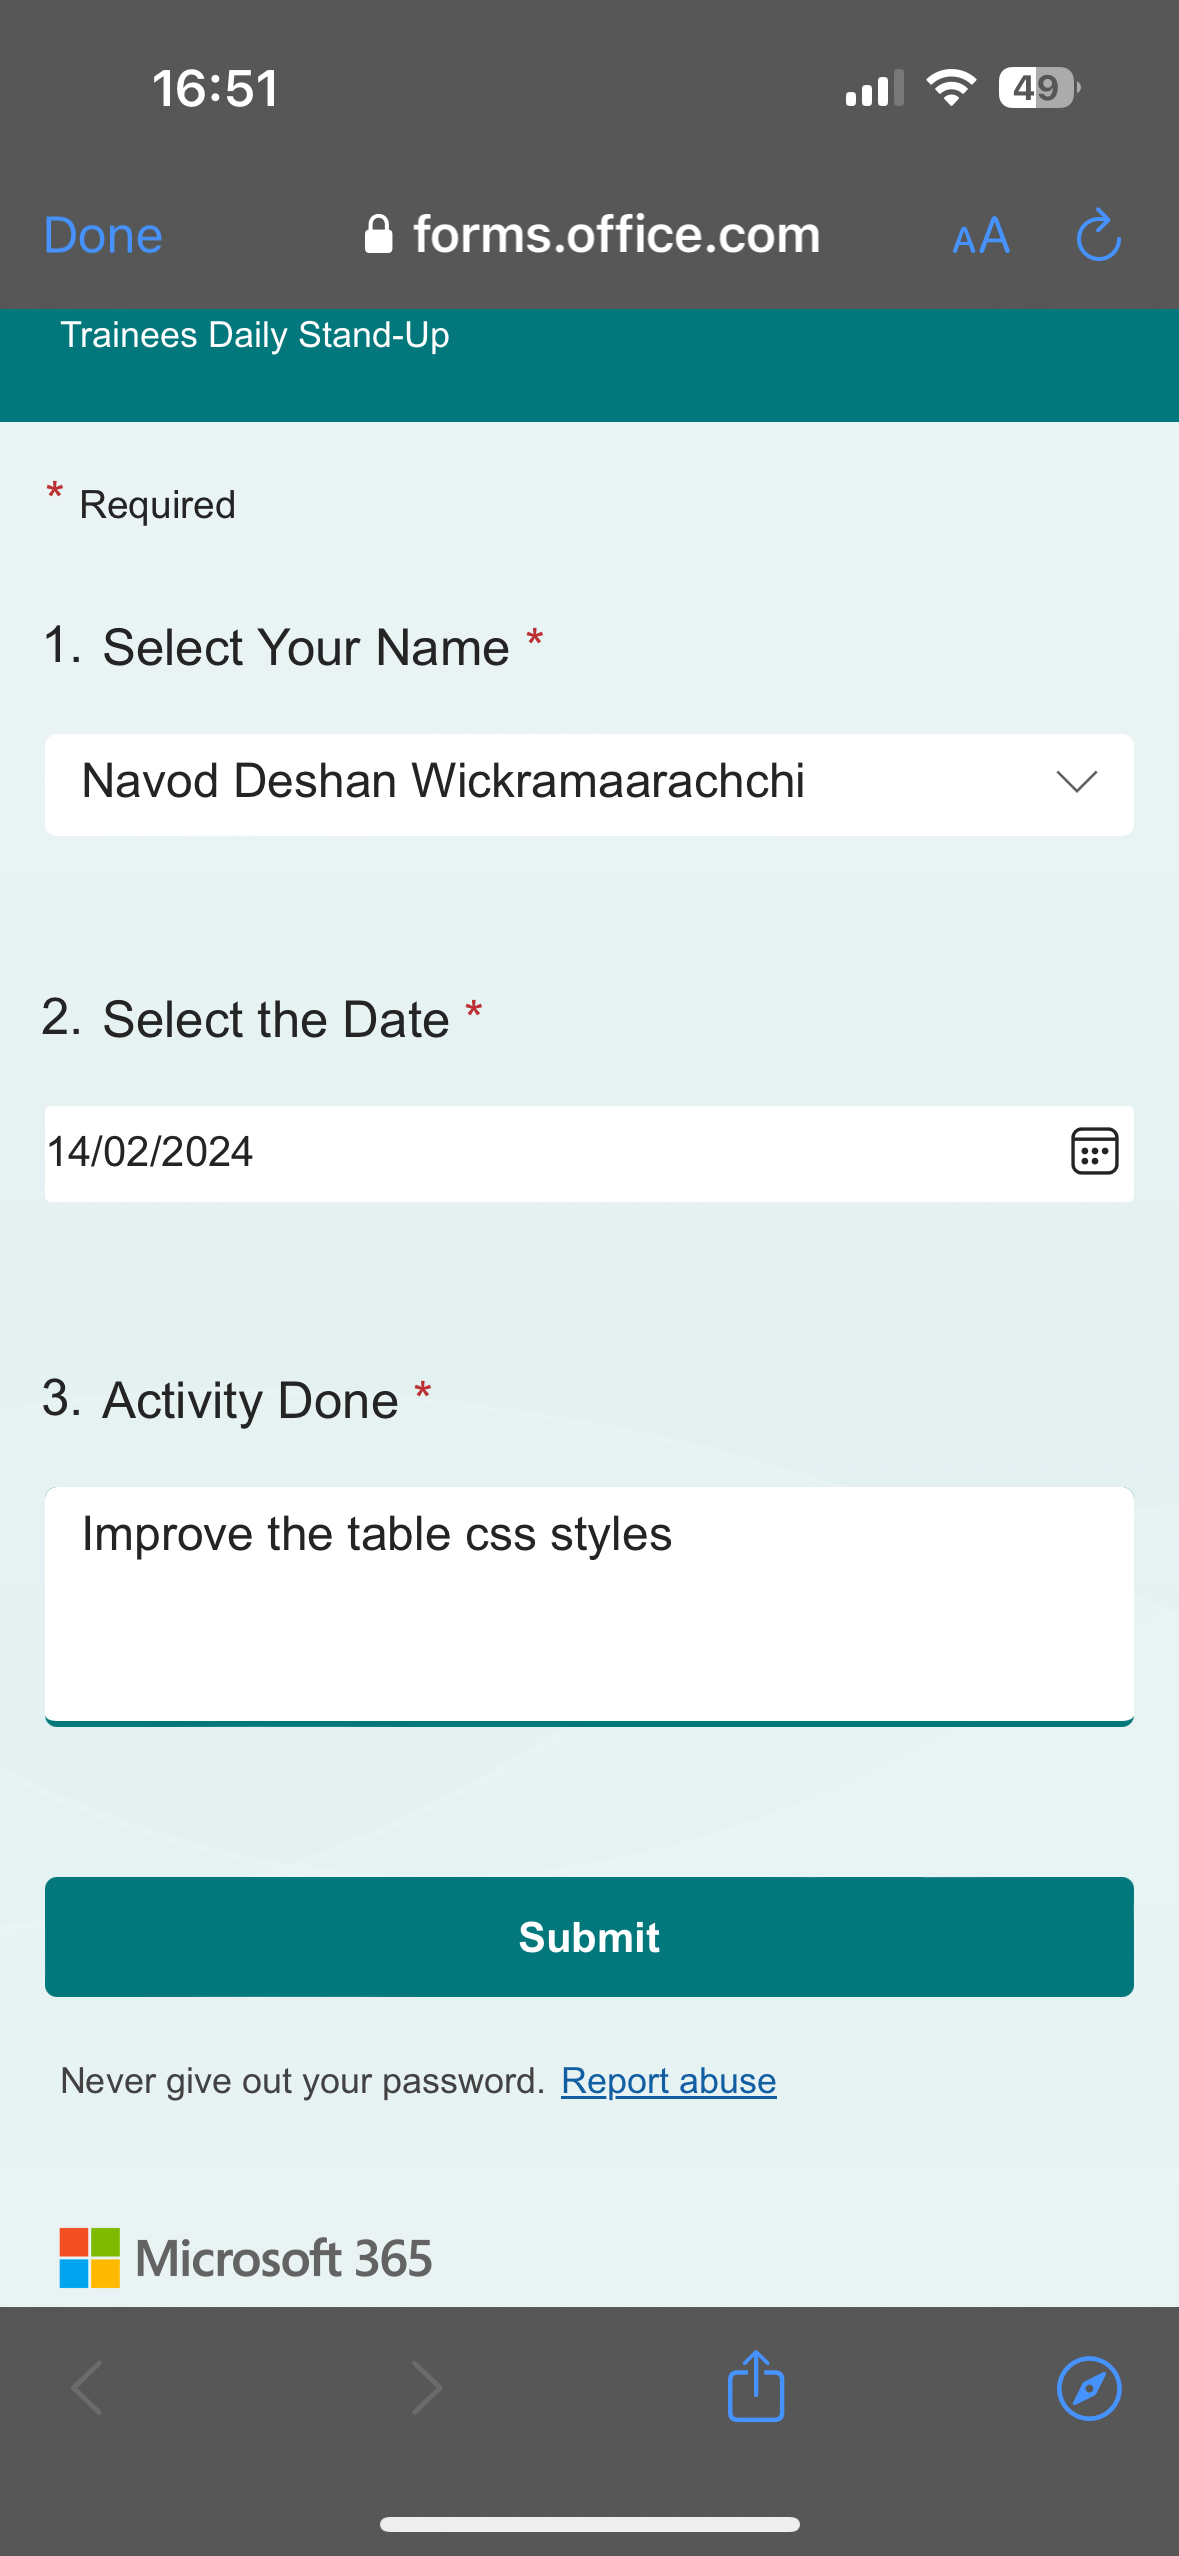 16:51
49
Done
forms.office.com
AA
Trainees Daily Stand-Up
* Required
1. Select Your Name *
Navod Deshan Wickramaarachchi
2. Select the Date *
14/02/2024
3. Activity Done *
Improve the table css styles
Submit
Never give out your password. Report abuse
Microsoft 365